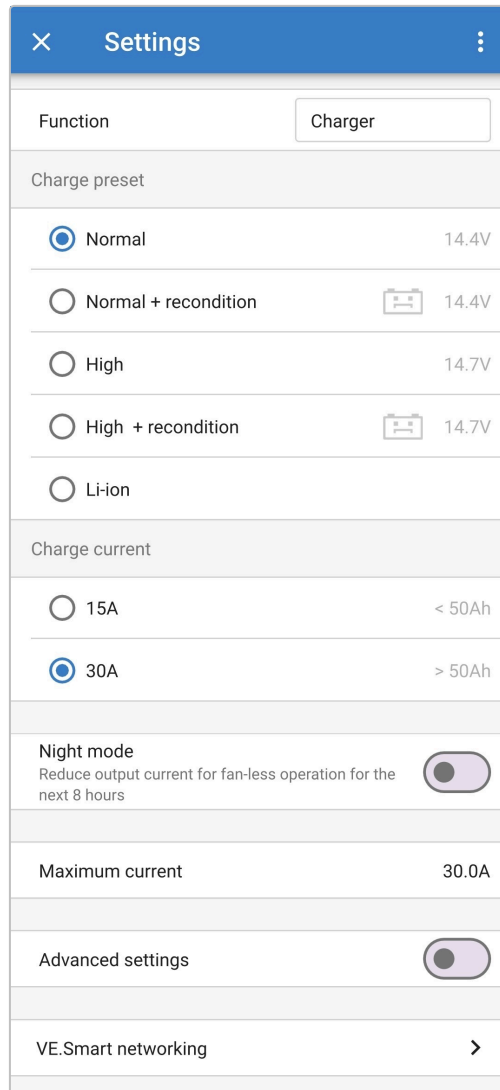 Settings
Function
Charger
Charge preset
Normal 14.4V
Normal + recondition 14.4V
High 14.7V
High + recondition 14.7V
Li-ion
Charge current
15A < 50Ah
30A > 50Ah
Night mode
Reduce output current for fan-less operation for the
next 8 hours
Maximum current 30.0A
Advanced settings
VE.Smart networking